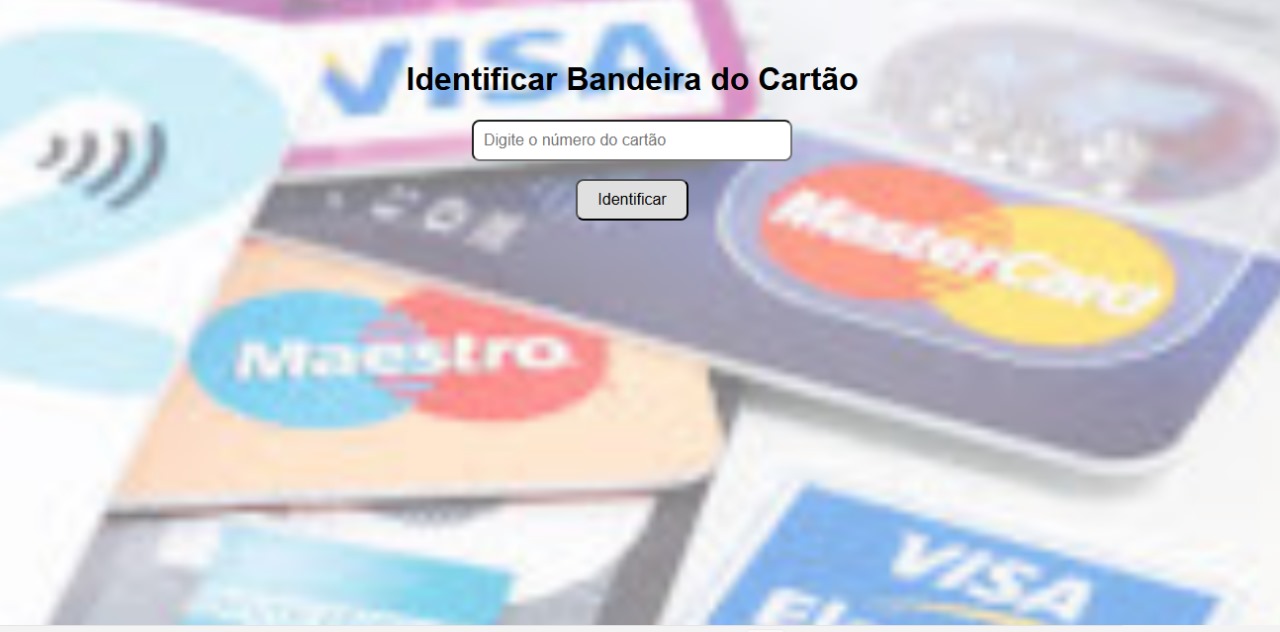 VISA
Identificar Bandeira do Cartão
Digite o número do cartão
Identificar
MasterCard
Maestro
VISA